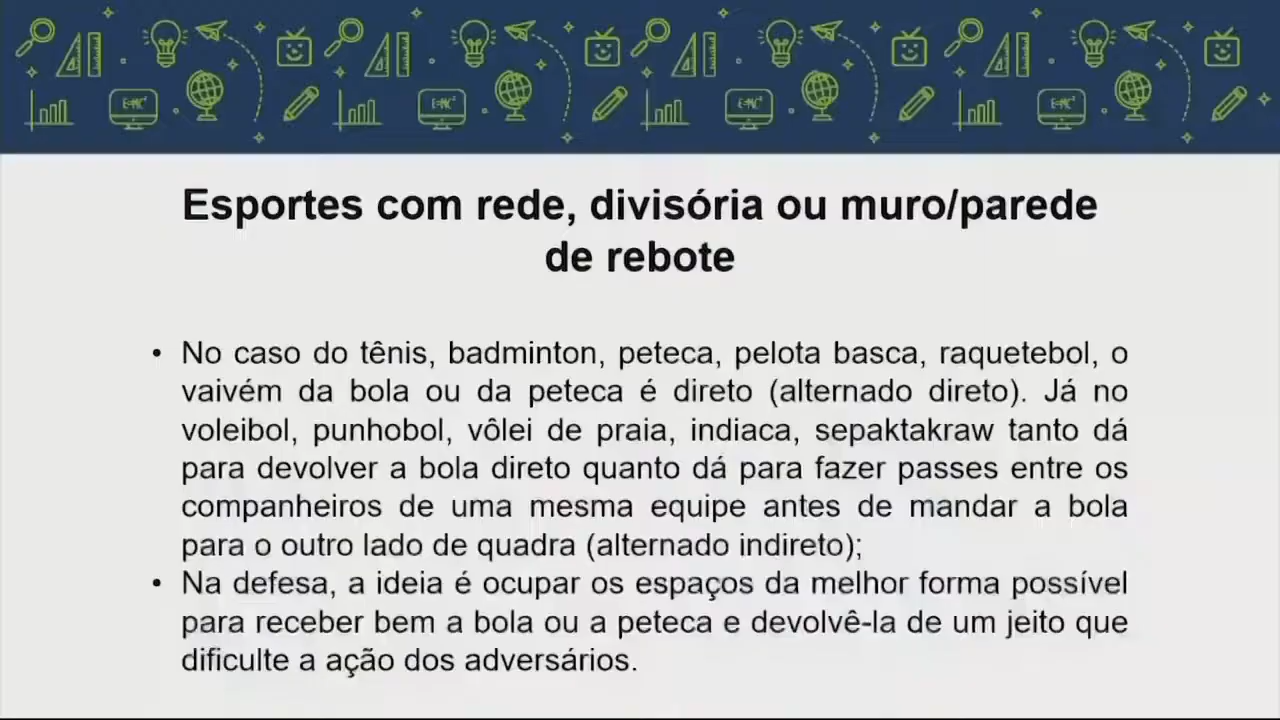 Esportes com rede, divisória ou muro/parede
de rebote
• No caso do tênis, badminton, peteca, pelota basca, raquetebol, o
vaivém da bola ou da peteca é direto (alternado direto). Já no
voleibol, punhobol, vôlei de praia, indiaca, sepaktakraw tanto dá
para devolver a bola direto quanto dá para fazer passes entre os
companheiros de uma mesma equipe antes de mandar a bola
para o outro lado de quadra (alternado indireto);
• Na defesa, a ideia é ocupar os espaços da melhor forma possível
para receber bem a bola ou a peteca e devolvê-la de um jeito que
dificulte a ação dos adversários.